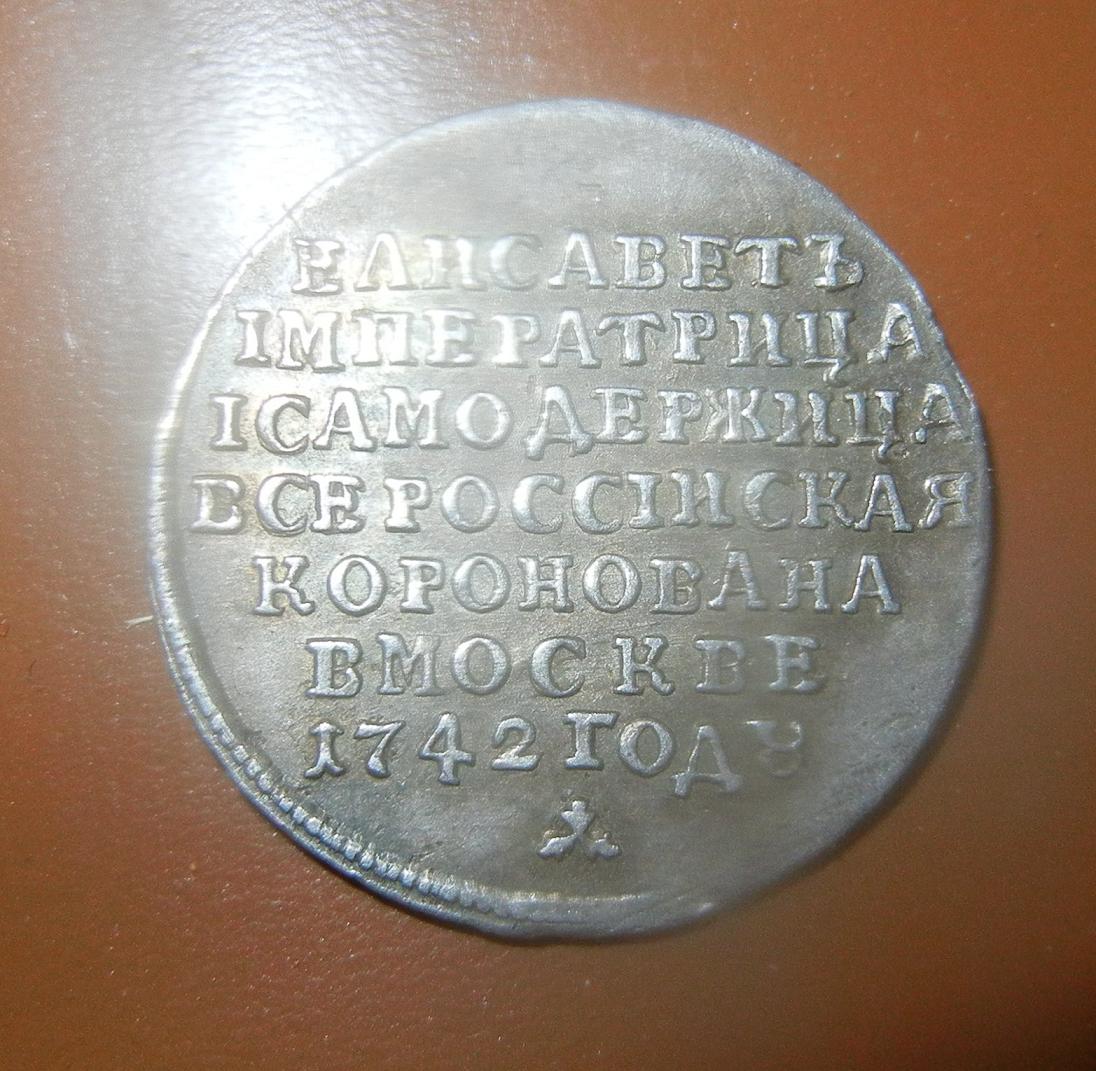 ЕЛИСАВЕТЪ
IМПЕРАТРИЦА
IСАМОДЕРЖИЦА
ВСЕРОССIИСКАЯ
КОРОНОВАНА
ВМОСКВЕ
1742 ГОДУ